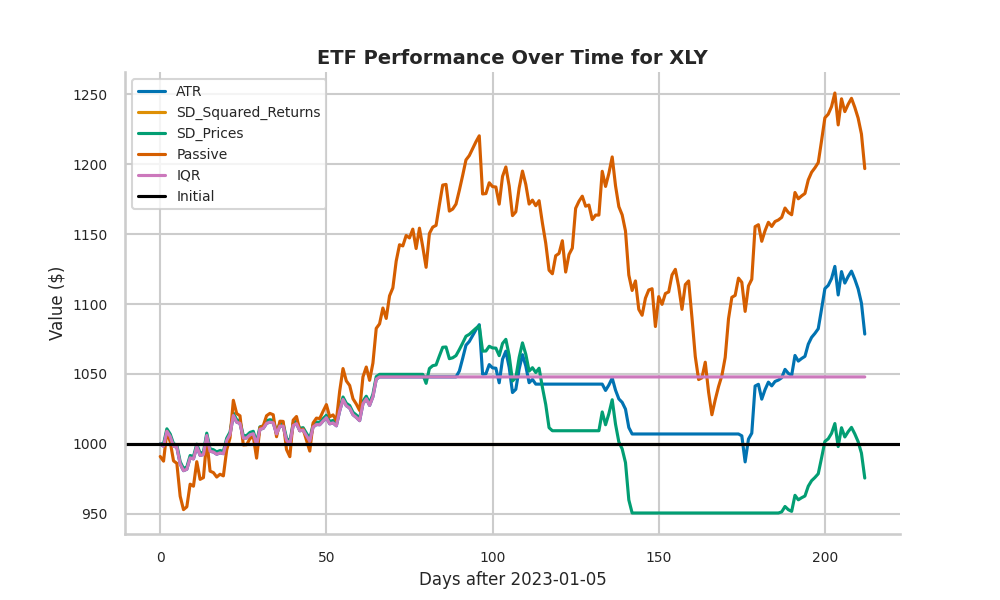 ETF Performance Over Time for XLY
ATR
SD_Squared_Returns
SD_Prices
Passive
IQR
Initial
Value ($)
1250
1200
1150
1100
1050
1000
950
0
50
100
150
200
Days after 2023-01-05